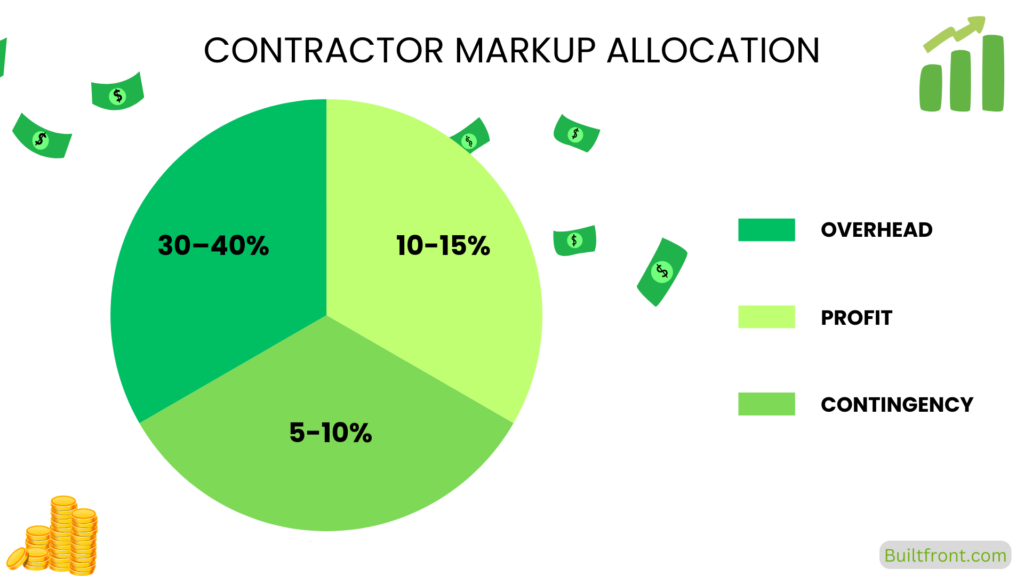 CONTRACTOR MARKUP ALLOCATION
30–40%
10-15%
5-10%
OVERHEAD
PROFIT
CONTINGENCY
Builtfront.com